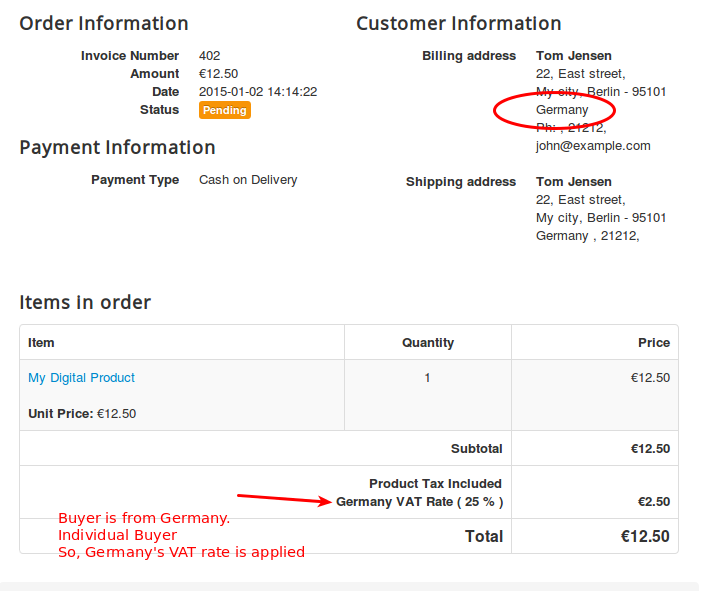 Order Information
Invoice Number 402
Amount €12.50
Date 2015-01-02 14:14:22
Status Pending
Payment Information
Payment Type Cash on Delivery
Customer Information
Billing address Tom Jensen
22, East street,
My city, Berlin - 95101
Germany
Ph: , 21212,
john@example.com
Shipping address Tom Jensen
22, East street,
My city, Berlin - 95101
Germany , 21212,
Items in order
Item Quantity Price
My Digital Product 1 €12.50
Unit Price: €12.50
Subtotal €12.50
Product Tax Included
Germany VAT Rate ( 25 % ) €2.50
Buyer is from Germany.
Individual Buyer
So, Germany's VAT rate is applied
Total €12.50